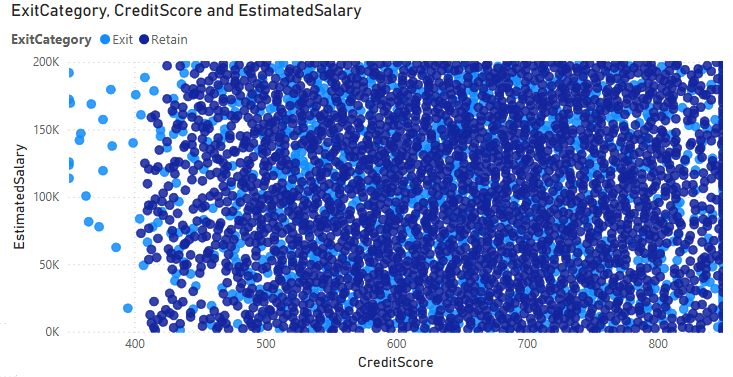 ExitCategory, CreditScore and EstimatedSalary
ExitCategory Exit Retain
200K
150K
100K
50K
0K
EstimatedSalary
400 500 600 700 800
CreditScore